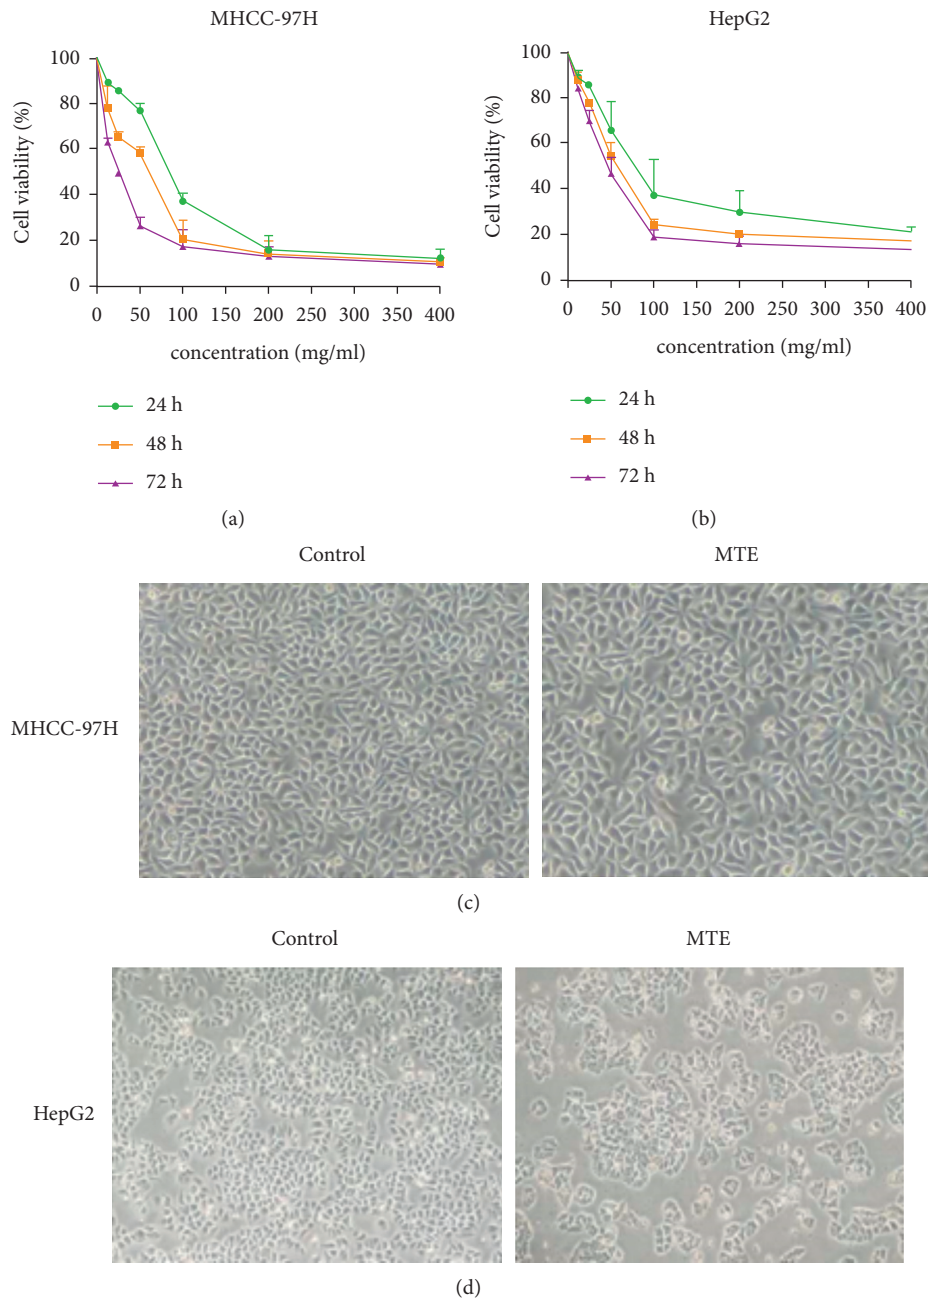 MHCC-97H
HepG2
100
80
60
40
20
0
Cell viability (%)
0 50 100 150 200 250 300 350 400
concentration (mg/ml)
24 h
48 h
72 h
(a)
100
80
60
40
20
0
Cell viability (%)
0 50 100 150 200 250 300 350 400
concentration (mg/ml)
24 h
48 h
72 h
(b)
Control
MTE
MHCC-97H
(c)
Control
MTE
HepG2
(d)